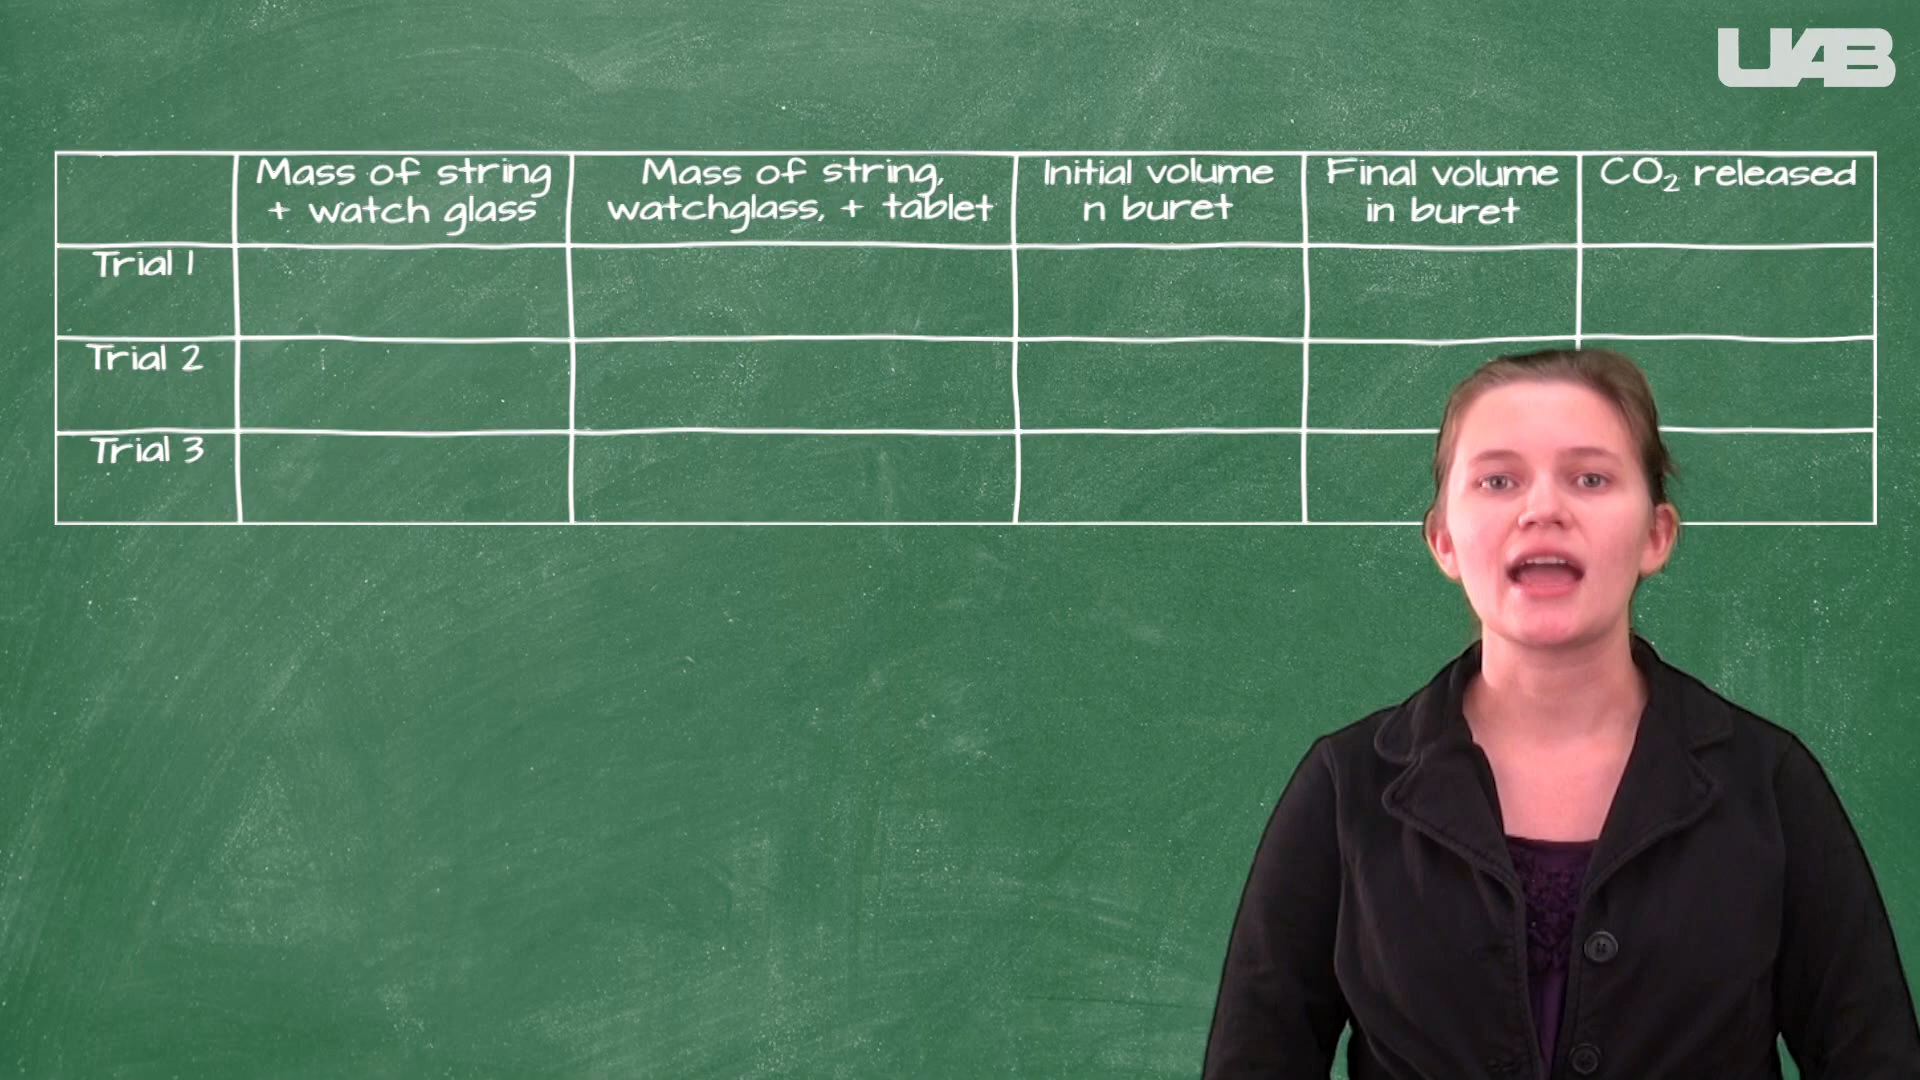 UAB
Mass of string
+ watch glass
Mass of string,
watchglass, + tablet
Initial volume
n buret
Final volume
in buret
CO₂ released
Trial 1
Trial 2
Trial 3